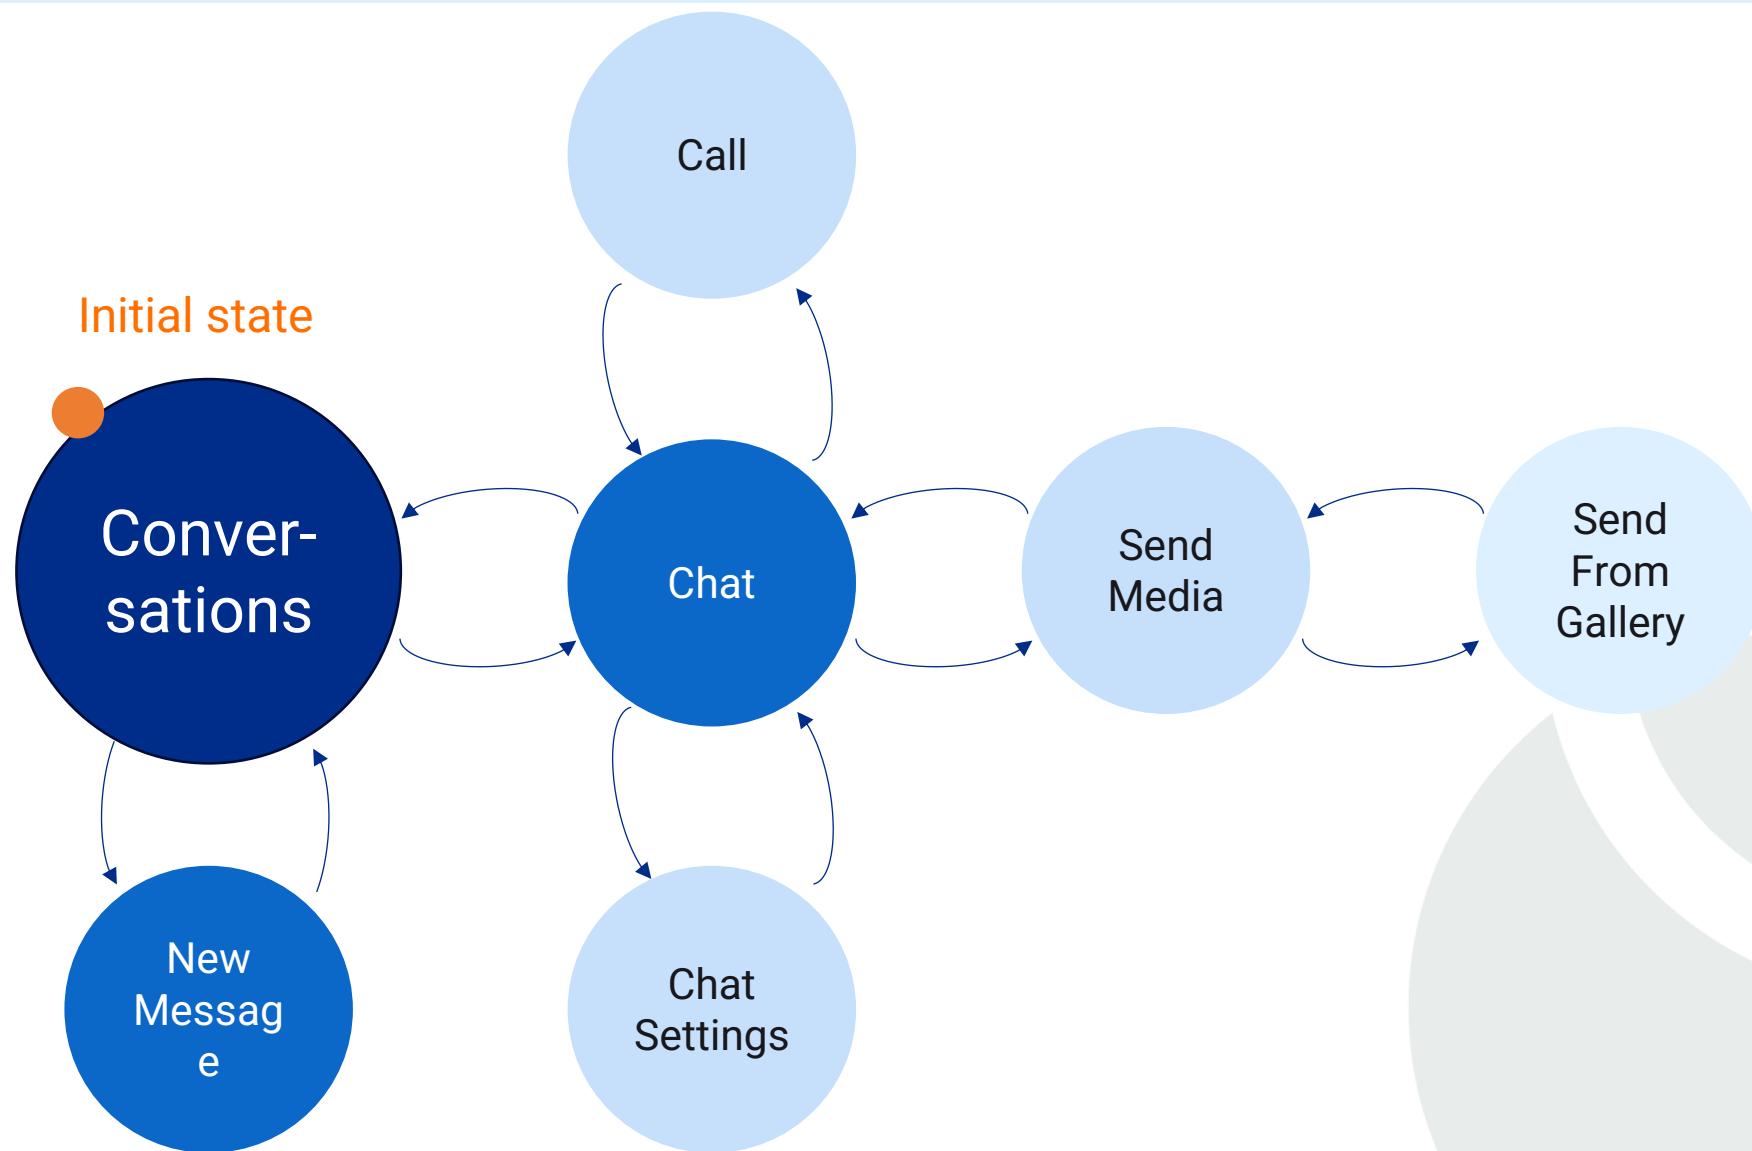 Call
Initial state
Conver-
sations
Chat
Send
Media
Send
From
Gallery
New
Messag
e
Chat
Settings